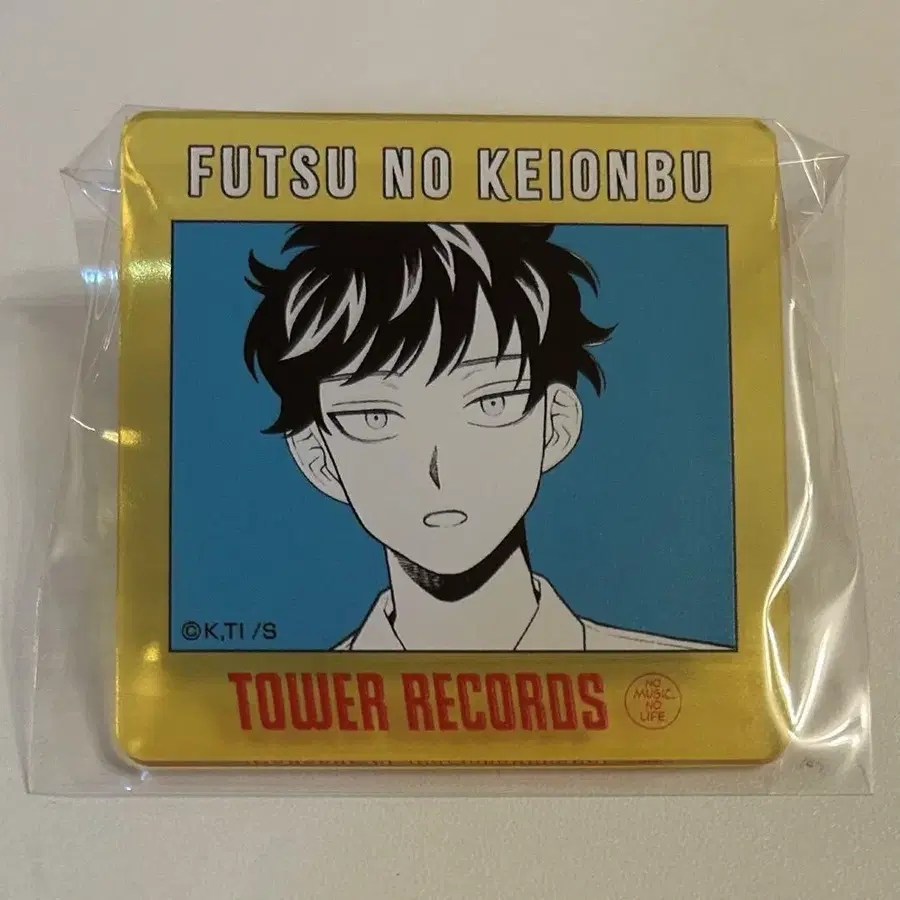 FUTSU NO KEIONBU
©K,TI /S
TOWER RECORDS
NO
MUSIC.
NO
LIFE.